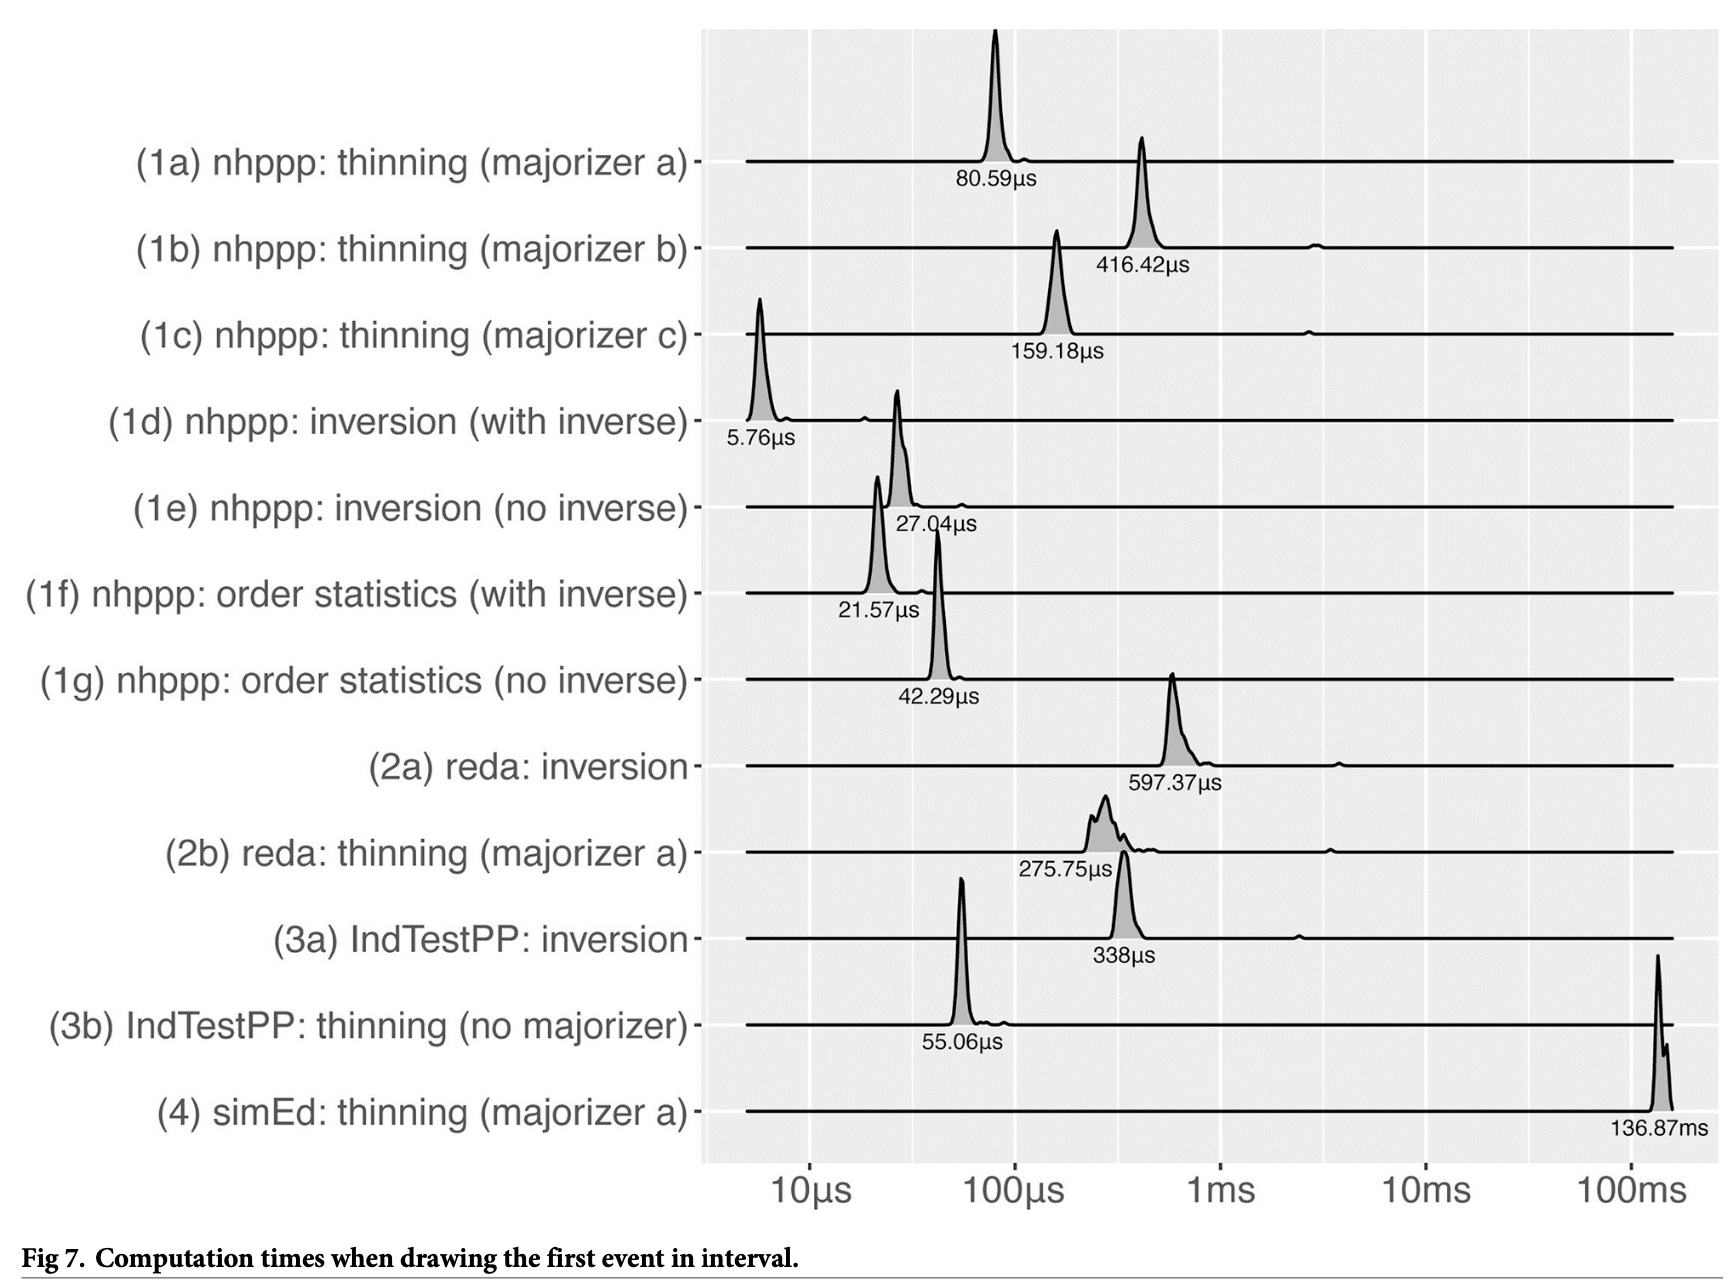 (1a) nhppp: thinning (majorizer a)
80.59µs
(1b) nhppp: thinning (majorizer b)
416.42µs
(1c) nhppp: thinning (majorizer c)
159.18µs
(1d) nhppp: inversion (with inverse)
5.76µs
(1e) nhppp: inversion (no inverse)
27.04µs
(1f) nhppp: order statistics (with inverse)
21.57µs
(1g) nhppp: order statistics (no inverse)
42.29µs
(2a) reda: inversion
597.37µs
(2b) reda: thinning (majorizer a)
275.75µs
(3a) IndTestPP: inversion
338µs
(3b) IndTestPP: thinning (no majorizer)
55.06µs
(4) simEd: thinning (majorizer a)
136.87ms
10µs 100µs 1ms 10ms 100ms
Fig 7. Computation times when drawing the first event in interval.